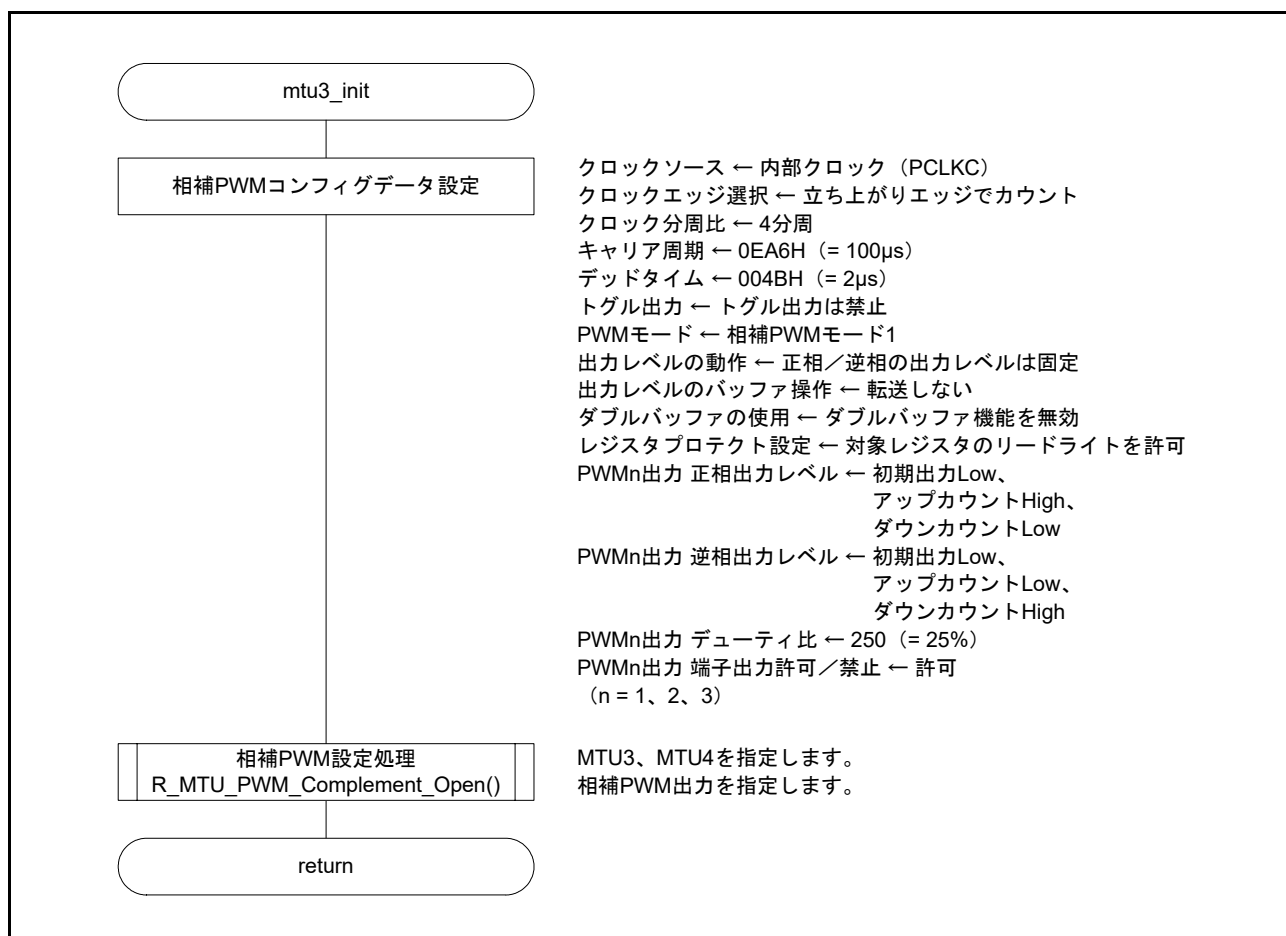 mtu3_init
相補PWMコンフィグデータ設定
クロックソース ← 内部クロック（PCLKC）
クロックエッジ選択 ← 立ち上がりエッジでカウント
クロック分周比 ← 4分周
キャリア周期 ← 0EA6H（= 100µs）
デッドタイム ← 004BH（= 2µs）
トグル出力 ← トグル出力は禁止
PWMモード ← 相補PWMモード1
出力レベルの動作 ← 正相／逆相の出力レベルは固定
出力レベルのバッファ操作 ← 転送しない
ダブルバッファの使用 ← ダブルバッファ機能を無効
レジスタプロテクト設定 ← 対象レジスタのリードライトを許可
PWMn出力 正相出力レベル ← 初期出力Low、
アップカウントHigh、
ダウンカウントLow
PWMn出力 逆相出力レベル ← 初期出力Low、
アップカウントLow、
ダウンカウントHigh
PWMn出力 デューティ比 ← 250（= 25%）
PWMn出力 端子出力許可／禁止 ← 許可
（n = 1、2、3）
相補PWM設定処理
R_MTU_PWM_Complement_Open()
MTU3、MTU4を指定します。
相補PWM出力を指定します。
return